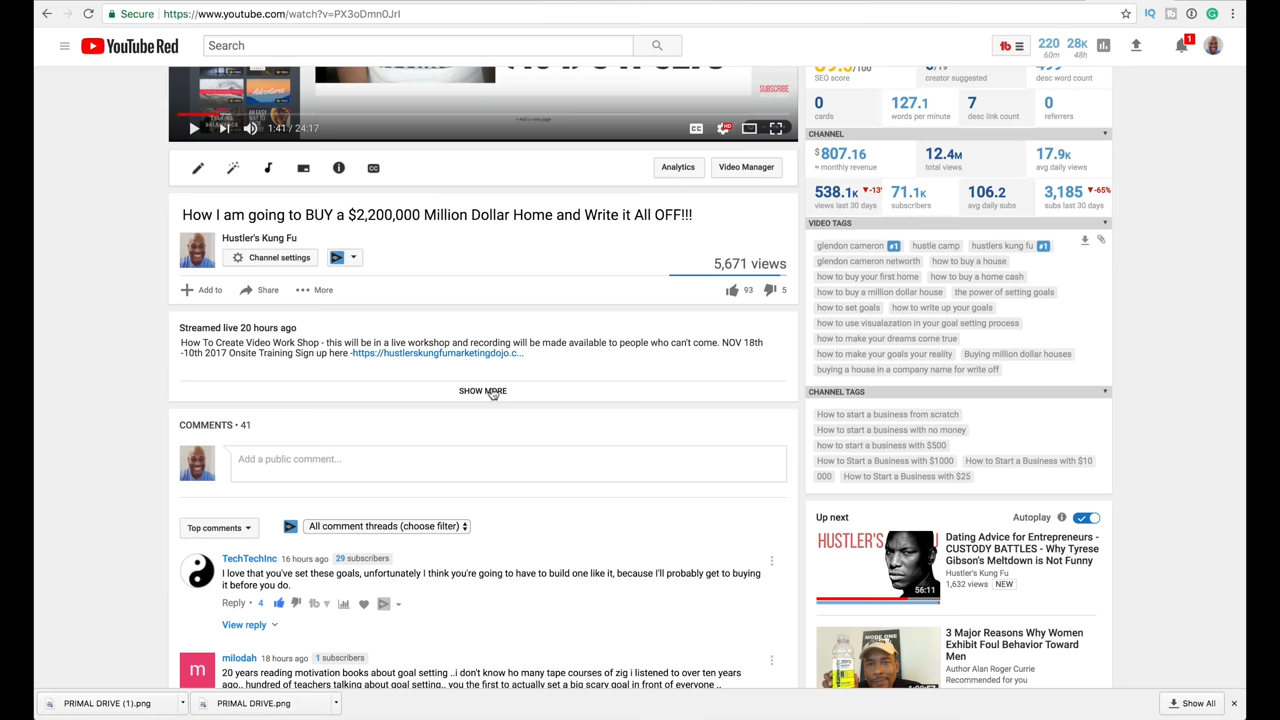 Secure https://www.youtube.com/watch?v=PX3oDmn0JrI
YouTube Red
Search
220 28K
60m 48h
1
SUBSCRIBE
+ Add a new page
1:41 / 24:17
CC
HD
Analytics
Video Manager
How I am going to BUY a $2,200,000 Million Dollar Home and Write it All OFF!!!
Hustler's Kung Fu
Channel settings
5,671 views
Add to
Share
More
93
5
Streamed live 20 hours ago
How To Create Video Work Shop - this will be in a live workshop and recording will be made available to people who can't come. NOV 18th
-10th 2017 Onsite Training Sign up here -https://hustlerskungfumarketingdojo.c...
SHOW MORE
COMMENTS • 41
Add a public comment...
Top comments
All comment threads (choose filter)
TechTechInc 16 hours ago 29 subscribers
I love that you've set these goals, unfortunately I think you're going to have to build one like it, because I'll probably get to buying
it before you do.
Reply • 4
View reply
m
milodah 18 hours ago 1 subscribers
20 years reading motivation books about goal setting ..i don't know ho many tape courses of zig i listened to over ten years
ago.. hundred of teachers talking about goal setting.. you the first to actually set a big scary goal in front of everyone ..
/100
SEO score
creator suggested
desc word count
0
cards
127.1
words per minute
7
desc link count
0
referrers
CHANNEL
$807.16
≈ monthly revenue
12.4M
total views
17.9K
avg daily views
538.1K
views last 30 days
71.1K
subscribers
106.2
avg daily subs
3,185 ▼-65%
subs last 30 days
VIDEO TAGS
glendon cameron #1 hustle camp hustlers kung fu #1
glendon cameron networth how to buy a house
how to buy your first home how to buy a home cash
how to buy a million dollar house the power of setting goals
how to set goals how to write up your goals
how to use visualazation in your goal setting process
how to make your dreams come true
how to make your goals your reality Buying million dollar houses
buying a house in a company name for write off
CHANNEL TAGS
How to start a business from scratch
How to start a business with no money
how to start a business with $500
How to Start a Business with $1000 How to Start a Business with $10
000 How to Start a Business with $25
Up next
Autoplay
HUSTLER'S
56:11
Dating Advice for Entrepreneurs -
CUSTODY BATTLES - Why Tyrese
Gibson's Meltdown is Not Funny
Hustler's Kung Fu
1,632 views NEW
MODE ONE
3 Major Reasons Why Women
Exhibit Foul Behavior Toward
Men
Author Alan Roger Currie
Recommended for you
PRIMAL DRIVE (1).png
PRIMAL DRIVE.png
Show All